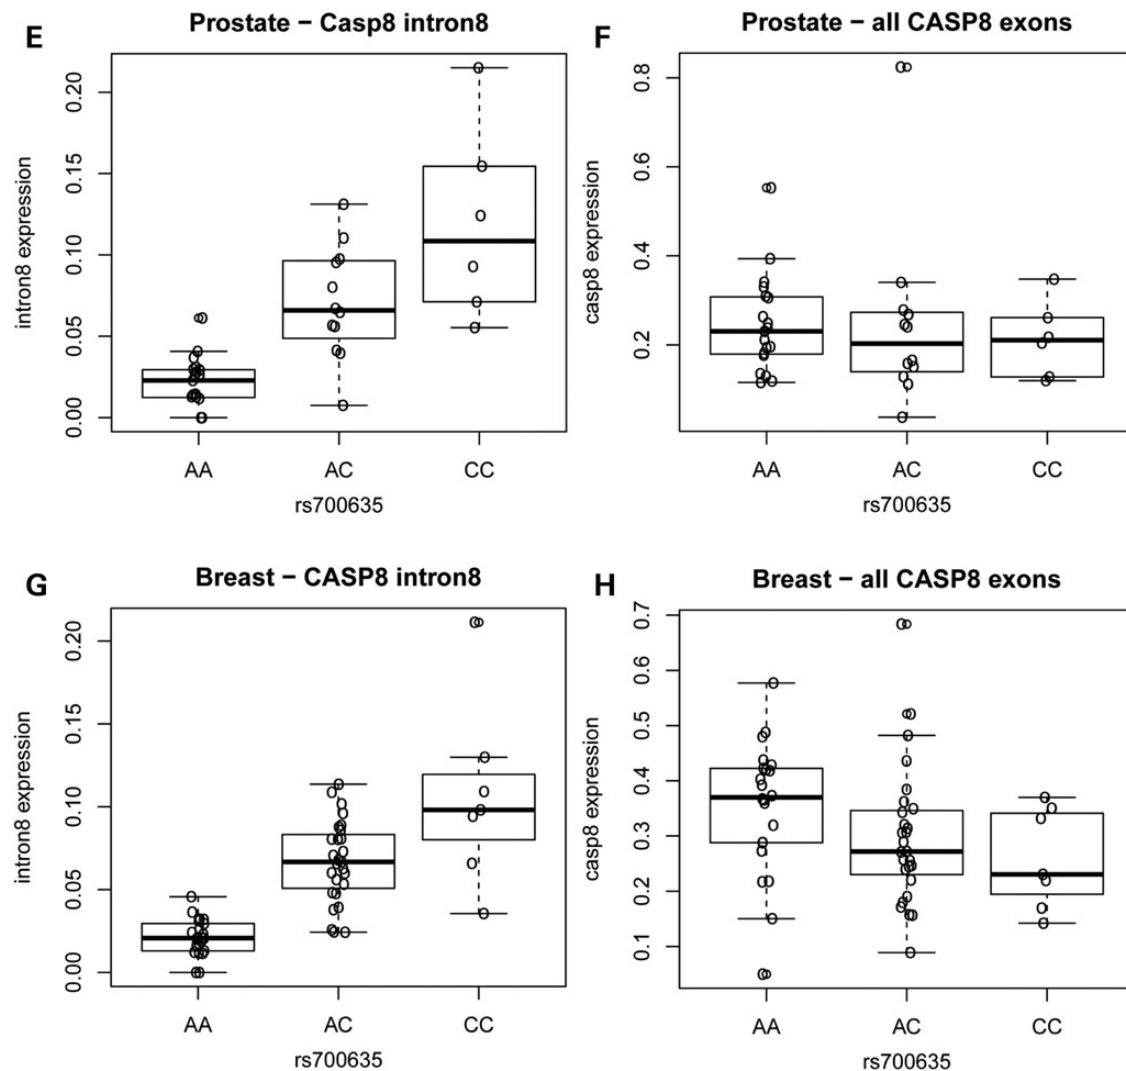 E
Prostate – Casp8 intron8
intron8 expression
0.20
0.15
0.10
0.05
0.00
AA AC CC
rs700635
F
Prostate – all CASP8 exons
casp8 expression
0.8
0.6
0.4
0.2
AA AC CC
rs700635
G
Breast – CASP8 intron8
intron8 expression
0.20
0.15
0.10
0.05
0.00
AA AC CC
rs700635
H
Breast – all CASP8 exons
casp8 expression
0.7
0.6
0.5
0.4
0.3
0.2
0.1
AA AC CC
rs700635